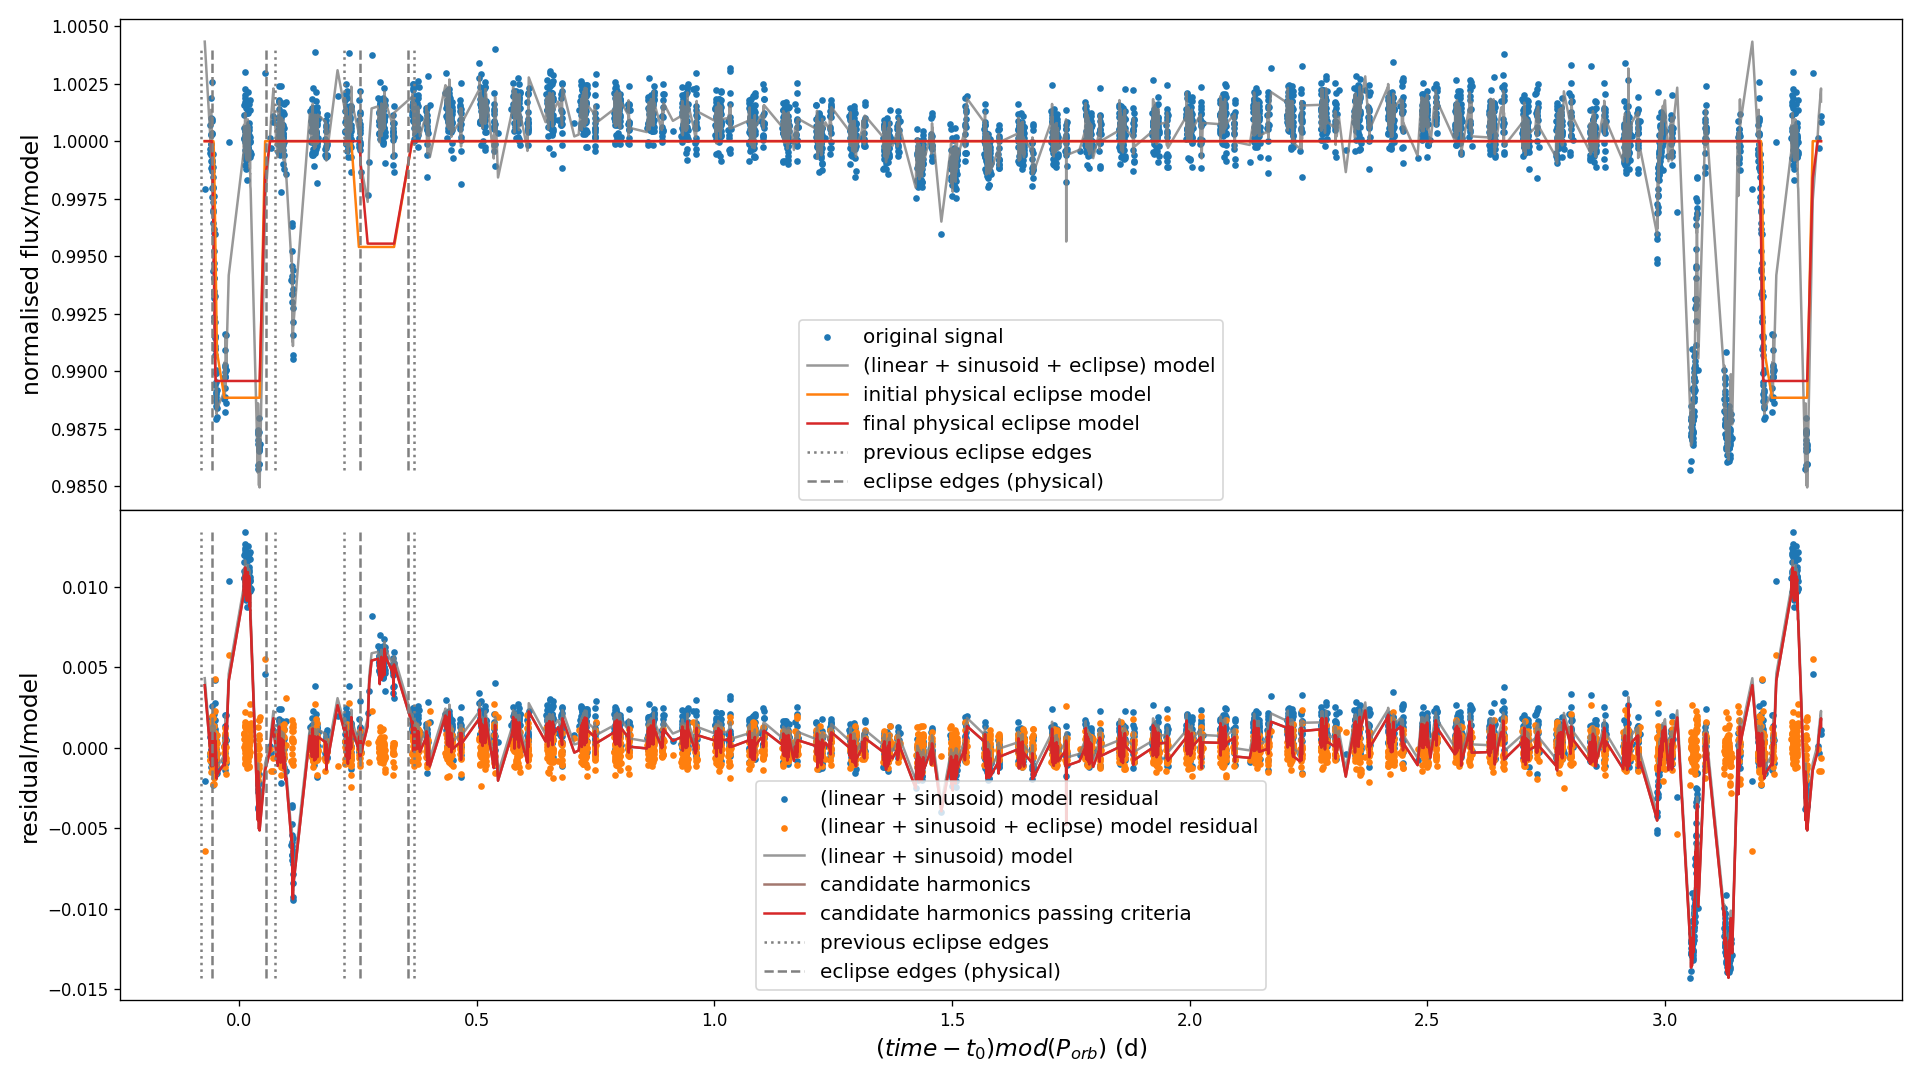 normalised flux/model
1.0050
1.0025
1.0000
0.9975
0.9950
0.9925
0.9900
0.9875
0.9850
original signal
(linear + sinusoid + eclipse) model
initial physical eclipse model
final physical eclipse model
previous eclipse edges
eclipse edges (physical)
residual/model
0.010
0.005
0.000
−0.005
−0.010
−0.015
(linear + sinusoid) model residual
(linear + sinusoid + eclipse) model residual
(linear + sinusoid) model
candidate harmonics
candidate harmonics passing criteria
previous eclipse edges
eclipse edges (physical)
0.0 0.5 1.0 1.5 2.0 2.5 3.0
(time − t₀)mod(P_orb) (d)